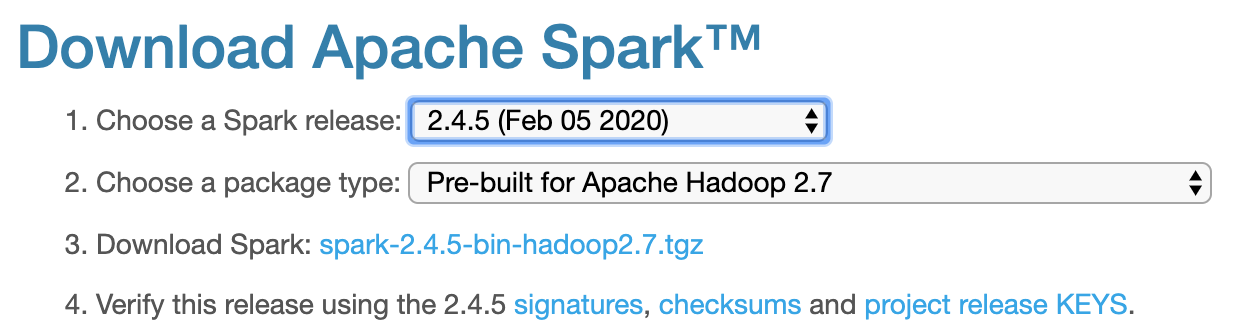 Download Apache Spark™
1. Choose a Spark release: 2.4.5 (Feb 05 2020)
2. Choose a package type: Pre-built for Apache Hadoop 2.7
3. Download Spark: spark-2.4.5-bin-hadoop2.7.tgz
4. Verify this release using the 2.4.5 signatures, checksums and project release KEYS.